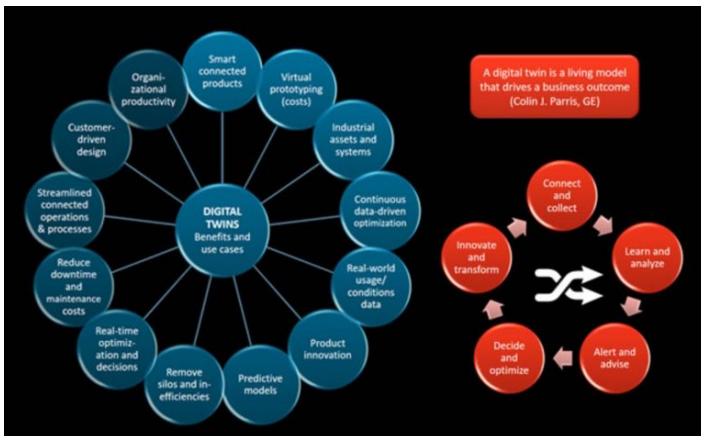 Smart
connected
products
Virtual
prototyping
(costs)
Industrial
assets and
systems
Continuous
data-driven
optimization
Real-world
usage/
conditions
data
Product
innovation
Predictive
models
Remove
silos and in-
efficiencies
Real-time
optimiz-
ation and
decisions
Reduce
downtime
and
maintenance
costs
Streamlined
connected
operations
& processes
Customer-
driven
design
Organi-
zational
productivity
DIGITAL
TWINS
Benefits and
use cases
A digital twin is a living model
that drives a business outcome
(Colin J. Parris, GE)
Connect
and
collect
Learn and
analyze
Alert and
advise
Decide
and
optimize
Innovate
and
transform